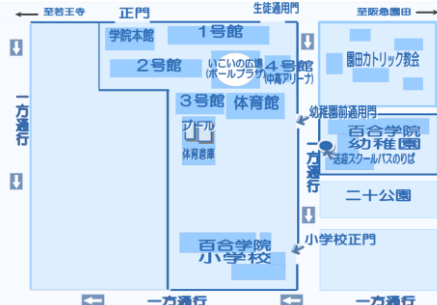 ←至若王寺
正門
生徒通用門
至阪急園田→
学院本館
1号館
2号館
いこいの広場
(ポールプラザ)
4号館
(中高アリーナ)
園田カトリック教会
3号館
体育館
プール
体育倉庫
幼稚園前通用門
百合学院
幼稚園
送迎スクールバスのりば
一方通行
一方通行
二十公園
百合学院
小学校
小学校正門
一方通行
一方通行